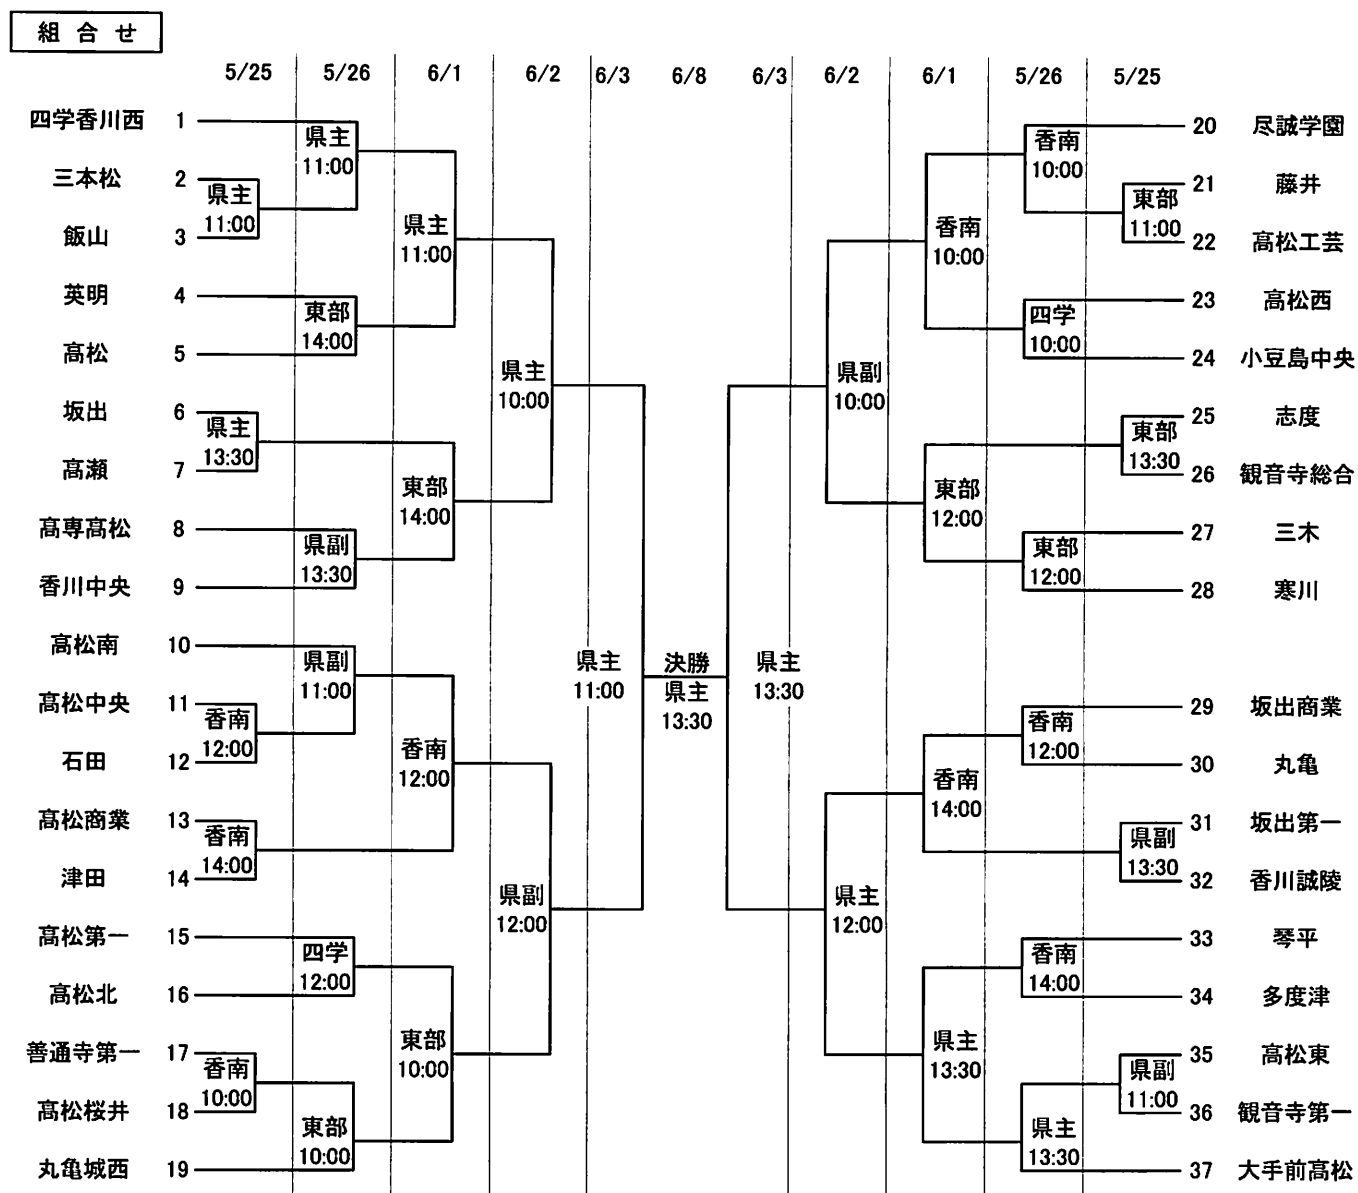 組合せ
5/25 5/26 6/1 6/2 6/3 6/8 6/3 6/2 6/1 5/26 5/25
四学香川西 1
三本松 2
飯山 3
英明 4
高松 5
坂出 6
高瀬 7
高専高松 8
香川中央 9
高松南 10
高松中央 11
石田 12
高松商業 13
津田 14
高松第一 15
高松北 16
善通寺第一 17
高松桜井 18
丸亀城西 19
県主
11:00
県主
13:30
香南
12:00
香南
14:00
香南
10:00
県主
11:00
東部
14:00
県副
13:30
県副
11:00
四学
12:00
東部
10:00
県主
11:00
東部
14:00
香南
12:00
東部
10:00
県主
10:00
県副
12:00
県主
11:00
決勝
県主
13:30
県主
13:30
県副
10:00
県主
12:00
香南
10:00
東部
12:00
香南
14:00
県主
13:30
香南
10:00
四学
10:00
東部
12:00
香南
12:00
香南
14:00
県主
13:30
東部
11:00
東部
13:30
県副
13:30
県副
11:00
20 尽誠学園
21 藤井
22 高松工芸
23 高松西
24 小豆島中央
25 志度
26 観音寺総合
27 三木
28 寒川
29 坂出商業
30 丸亀
31 坂出第一
32 香川誠陵
33 琴平
34 多度津
35 高松東
36 観音寺第一
37 大手前高松